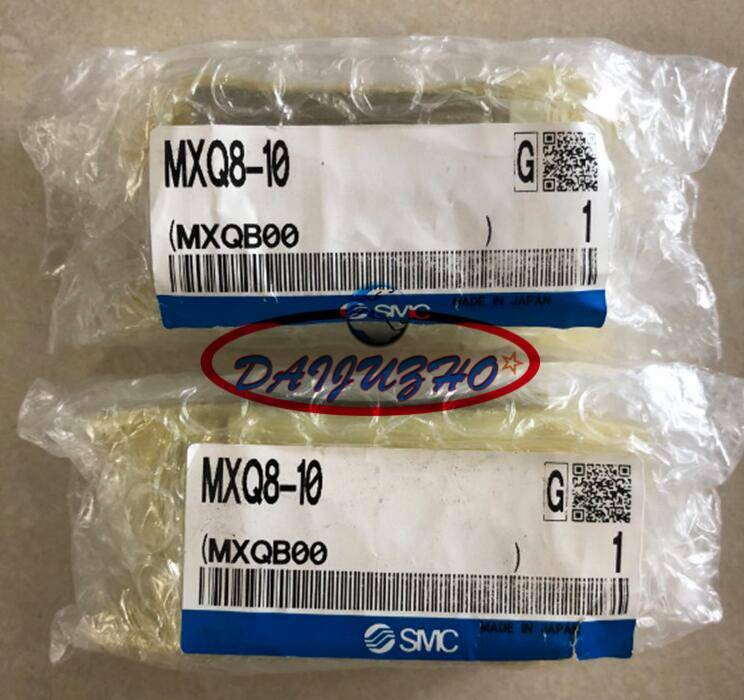 MXQ8-10
G
(MXQB00 )
1
SMC
MADE IN JAPAN
DAIJUZHO
MXQ8-10
G
(MXQB00 )
1
SMC
MADE IN JAPAN